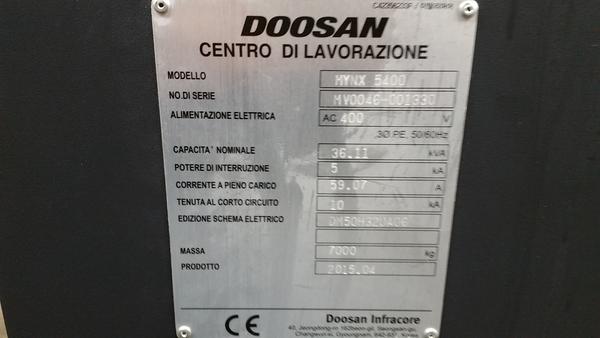 DOOSAN
CENTRO DI LAVORAZIONE
MODELLO MYNX 5400
NO.DI SERIE MV0046-001330
ALIMENTAZIONE ELETTRICA AC 400 V
3Ø PE, 50/60Hz
CAPACITA' NOMINALE 36.11 kVA
POTERE DI INTERRUZIONE 5 kA
CORRENTE A PIENO CARICO 59.07 A
TENUTA AL CORTO CIRCUITO 10 kA
EDIZIONE SCHEMA ELETTRICO
MASSA 7000 kg
PRODOTTO 2015.04
CE Doosan Infracore